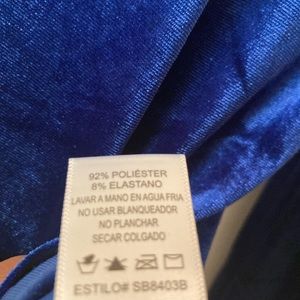 92% POLIÉSTER
8% ELASTANO
LAVAR A MANO EN AGUA FRIA
NO USAR BLANQUEADOR
NO PLANCHAR
SECAR COLGADO
ESTILO# SB8403B